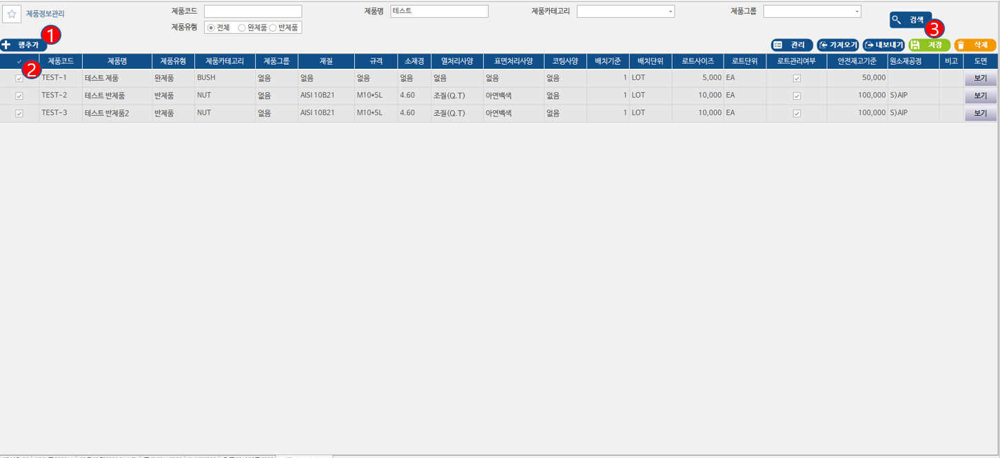 제품정보관리 제품코드 제품명 테스트 제품카테고리 제품그룹 검색
제품유형 전체 완제품 반제품
1 3
행추가 관리 가져오기 내보내기 저장 삭제
제품코드 제품명 제품유형 제품카테고리 제품그룹 재질 규격 소재경 열처리사양 표면처리사양 코팅사양 배치기준 배치단위 로트사이즈 로트단위 로트관리여부 안전재고기준 원소재공정 비고 도면
2
TEST-1 테스트 제품 완제품 BUSH 없음 없음 없음 없음 없음 없음 없음 1 LOT 5,000 EA 50,000 보기
TEST-2 테스트 반제품 반제품 NUT 없음 AISI 10B21 M10*5L 4.60 조질(Q.T) 아연백색 없음 1 LOT 10,000 EA 100,000 S)AIP 보기
TEST-3 테스트 반제품2 반제품 NUT 없음 AISI 10B21 M10*5L 4.60 조질(Q.T) 아연백색 없음 1 LOT 10,000 EA 100,000 S)AIP 보기